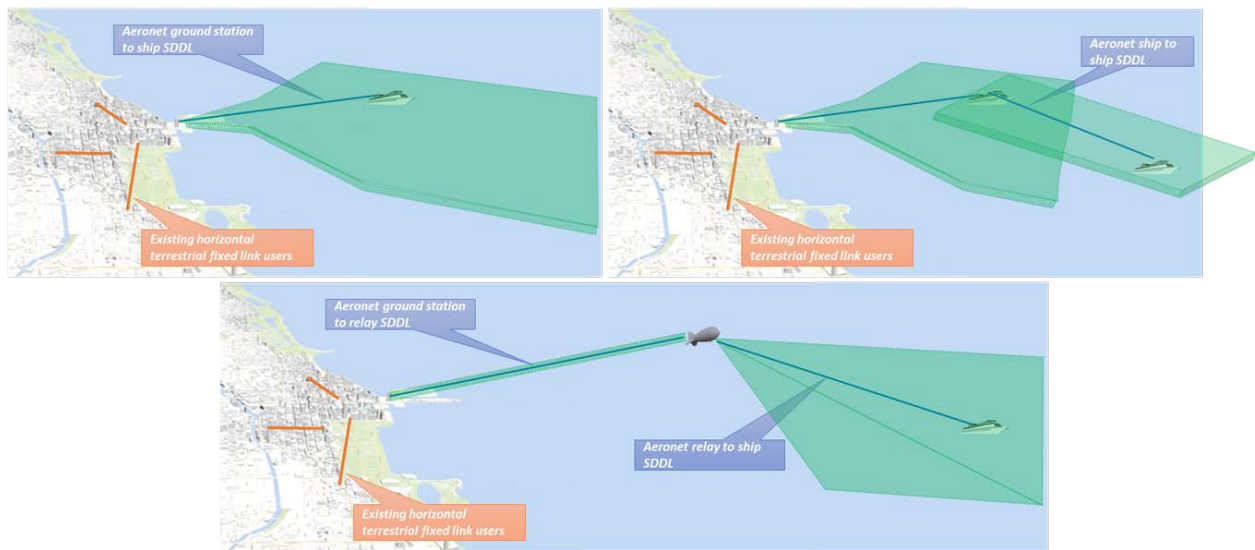 Aeronet ground station
to ship SDDL
Existing horizontal
terrestrial fixed link users
Aeronet ship to
ship SDDL
Existing horizontal
terrestrial fixed link users
Aeronet ground station
to relay SDDL
Aeronet relay to ship
SDDL
Existing horizontal
terrestrial fixed link users